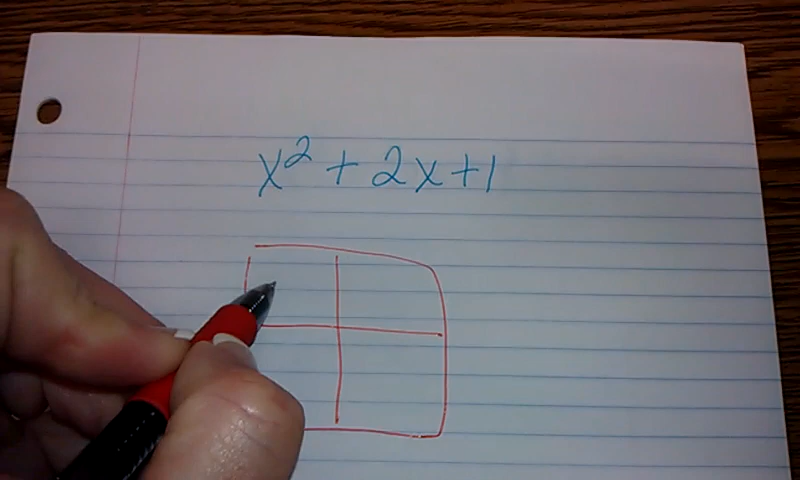 x² + 2x + 1